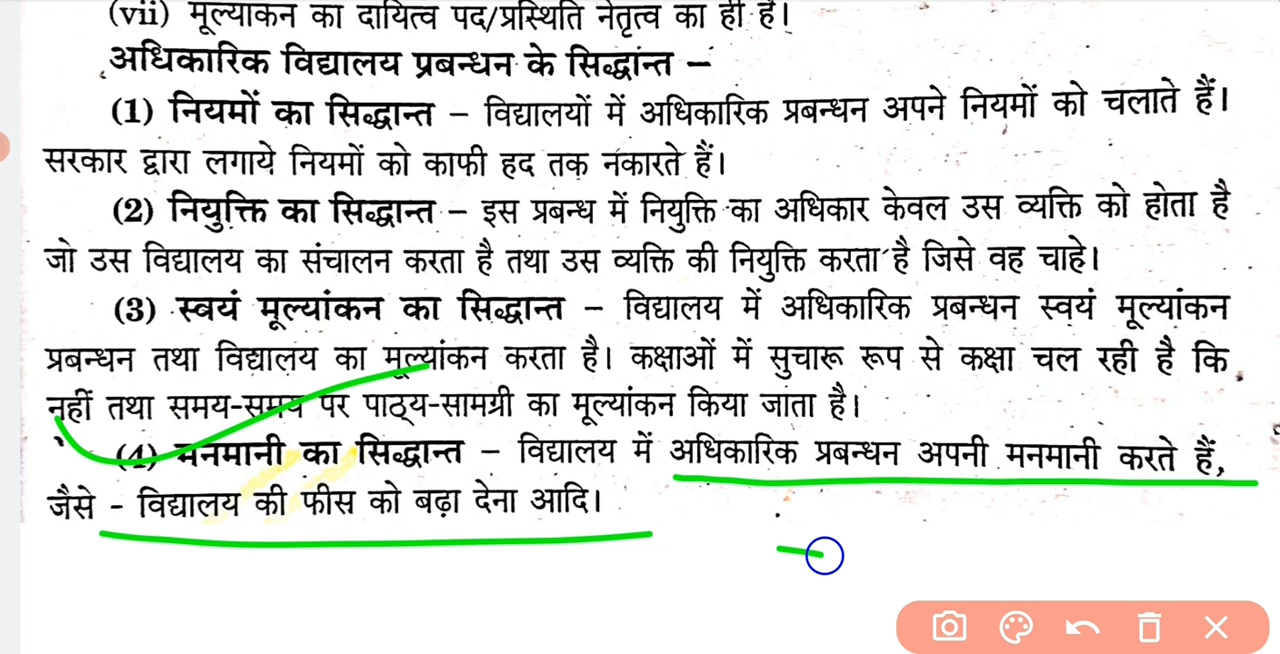 (vii) मूल्यांकन का दायित्व पद/प्रस्थिति नेतृत्व का ही है।
अधिकारिक विद्यालय प्रबन्धन के सिद्धांन्त –
(1) नियमों का सिद्धान्त – विद्यालयों में अधिकारिक प्रबन्धन अपने नियमों को चलाते हैं।
सरकार द्वारा लगाये नियमों को काफी हद तक नकारते हैं।
(2) नियुक्ति का सिद्धान्त – इस प्रबन्ध में नियुक्ति का अधिकार केवल उस व्यक्ति को होता है
जो उस विद्यालय का संचालन करता है तथा उस व्यक्ति की नियुक्ति करता है जिसे वह चाहे।
(3) स्वयं मूल्यांकन का सिद्धान्त – विद्यालय में अधिकारिक प्रबन्धन स्वयं मूल्यांकन
प्रबन्धन तथा विद्यालय का मूल्यांकन करता है। कक्षाओं में सुचारू रूप से कक्षा चल रही है कि
नहीं तथा समय-समय पर पाठ्य-सामग्री का मूल्यांकन किया जाता है।
(4) मनमानी का सिद्धान्त – विद्यालय में अधिकारिक प्रबन्धन अपनी मनमानी करते हैं,
जैसे - विद्यालय की फीस को बढ़ा देना आदि।